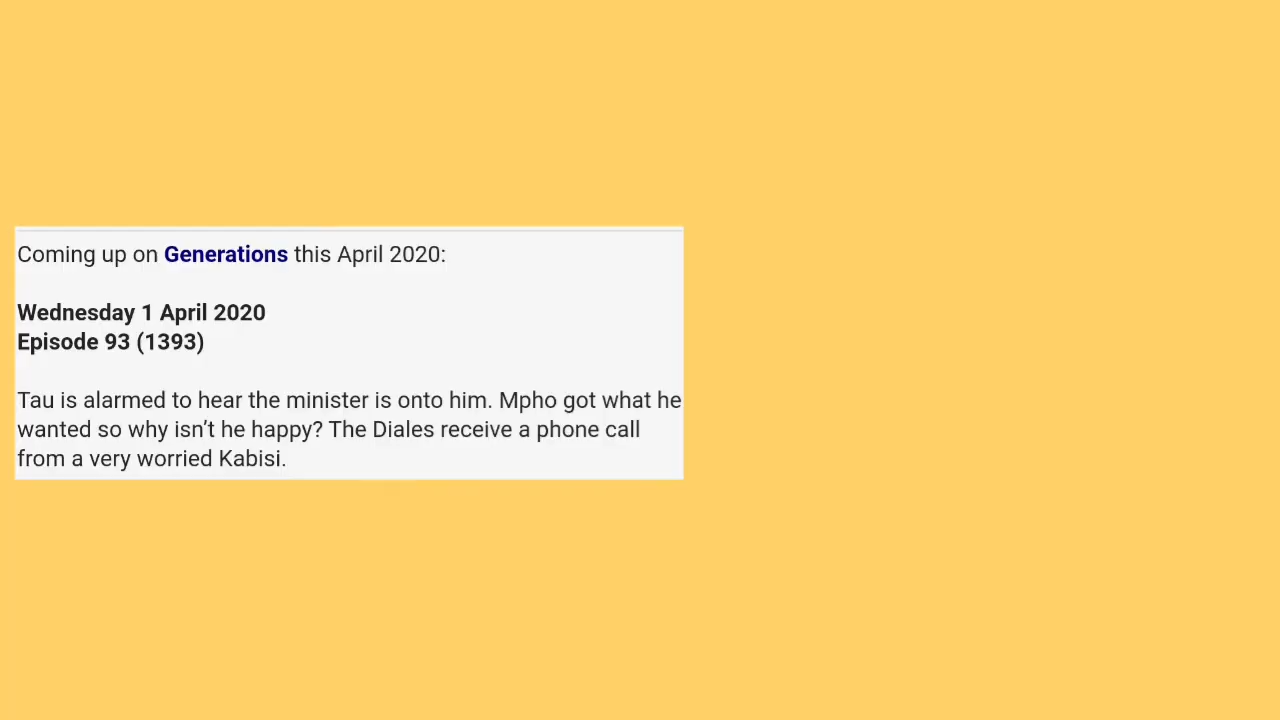 Coming up on Generations this April 2020:
Wednesday 1 April 2020
Episode 93 (1393)
Tau is alarmed to hear the minister is onto him. Mpho got what he
wanted so why isn’t he happy? The Diales receive a phone call
from a very worried Kabisi.